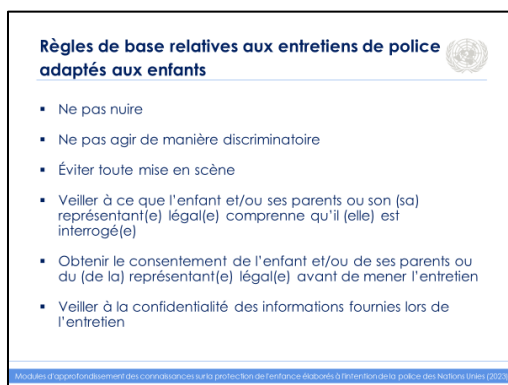 Règles de base relatives aux entretiens de police
adaptés aux enfants
▪ Ne pas nuire
▪ Ne pas agir de manière discriminatoire
▪ Éviter toute mise en scène
▪ Veiller à ce que l'enfant et/ou ses parents ou son (sa)
représentant(e) légal(e) comprenne qu'il (elle) est
interrogé(e)
▪ Obtenir le consentement de l'enfant et/ou de ses parents ou
du (de la) représentant(e) légal(e) avant de mener l'entretien
▪ Veiller à la confidentialité des informations fournies lors de
l'entretien
Modules d'approfondissement des connaissances sur la protection de l'enfance élaborés à l'intention de la police des Nations Unies (2023)